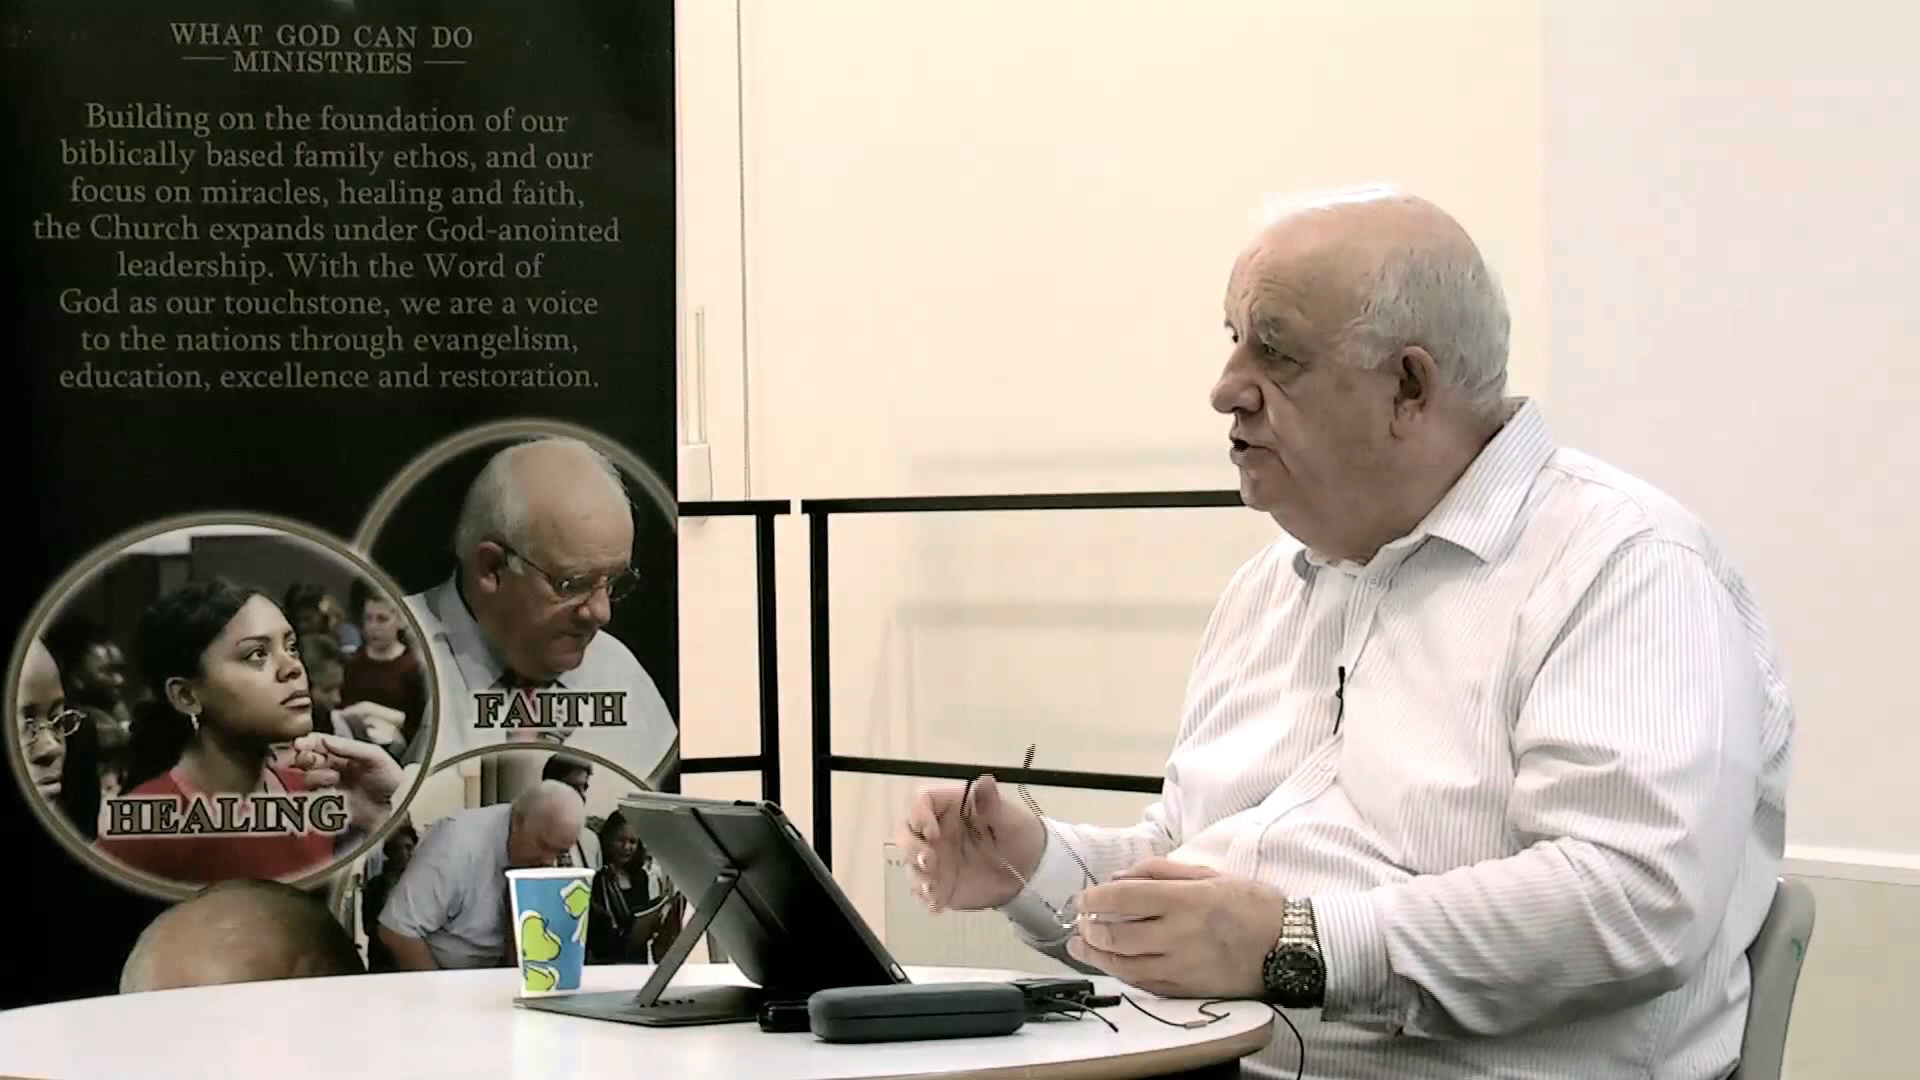 WHAT GOD CAN DO
MINISTRIES
Building on the foundation of our
biblically based family ethos, and our
focus on miracles, healing and faith,
the Church expands under God-anointed
leadership. With the Word of
God as our touchstone, we are a voice
to the nations through evangelism,
education, excellence and restoration.
FAITH
HEALING